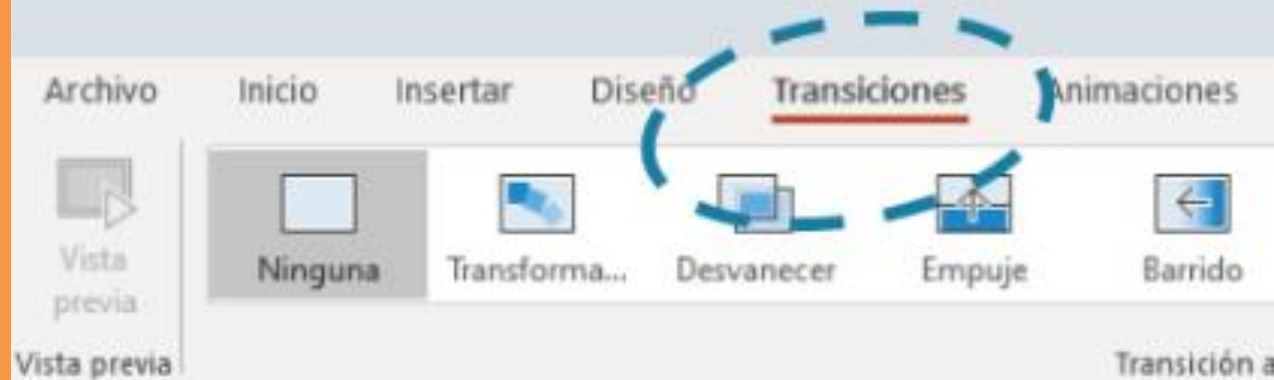 Archivo Inicio Insertar Diseño Transiciones Animaciones
Vista previa
Ninguna Transforma... Desvanecer Empuje Barrido
Vista previa Transición a